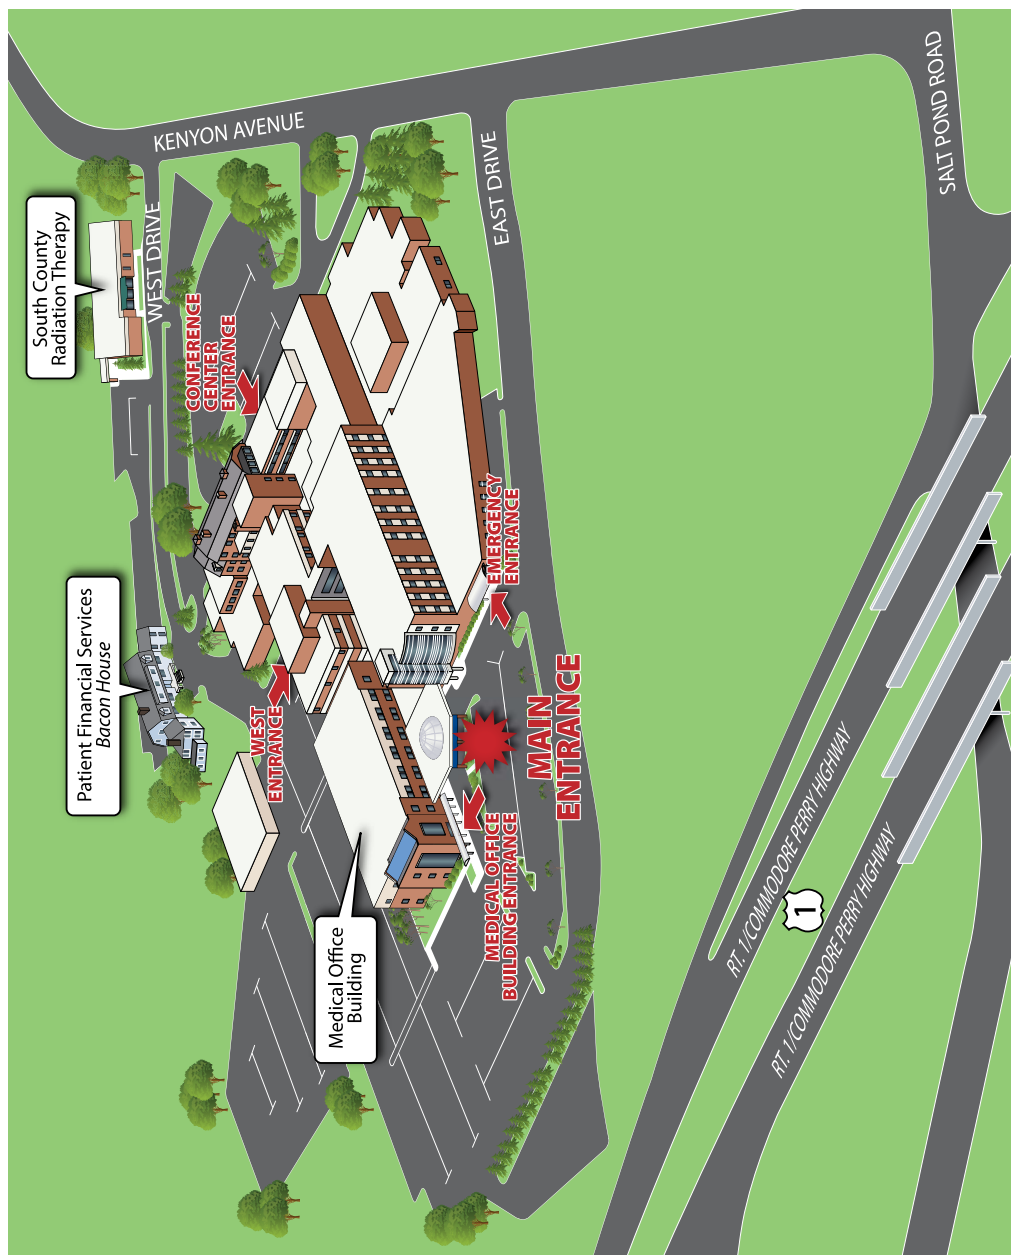 KENYON AVENUE
SALT POND ROAD
EAST DRIVE
WEST DRIVE
South County
Radiation Therapy
CONFERENCE
CENTER
ENTRANCE
EMERGENCY
ENTRANCE
Patient Financial Services
Bacon House
WEST
ENTRANCE
MAIN
ENTRANCE
MEDICAL OFFICE
BUILDING ENTRANCE
Medical Office
Building
RT. 1/COMMODORE PERRY HIGHWAY
1
RT. 1/COMMODORE PERRY HIGHWAY